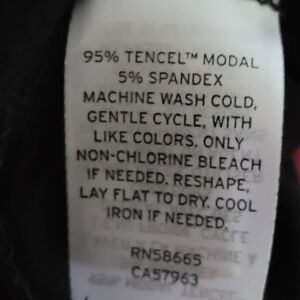 95% TENCEL™ MODAL
5% SPANDEX
MACHINE WASH COLD,
GENTLE CYCLE, WITH
LIKE COLORS. ONLY
NON-CHLORINE BLEACH
IF NEEDED. RESHAPE,
LAY FLAT TO DRY. COOL
IRON IF NEEDED.
RN58665
CA57963